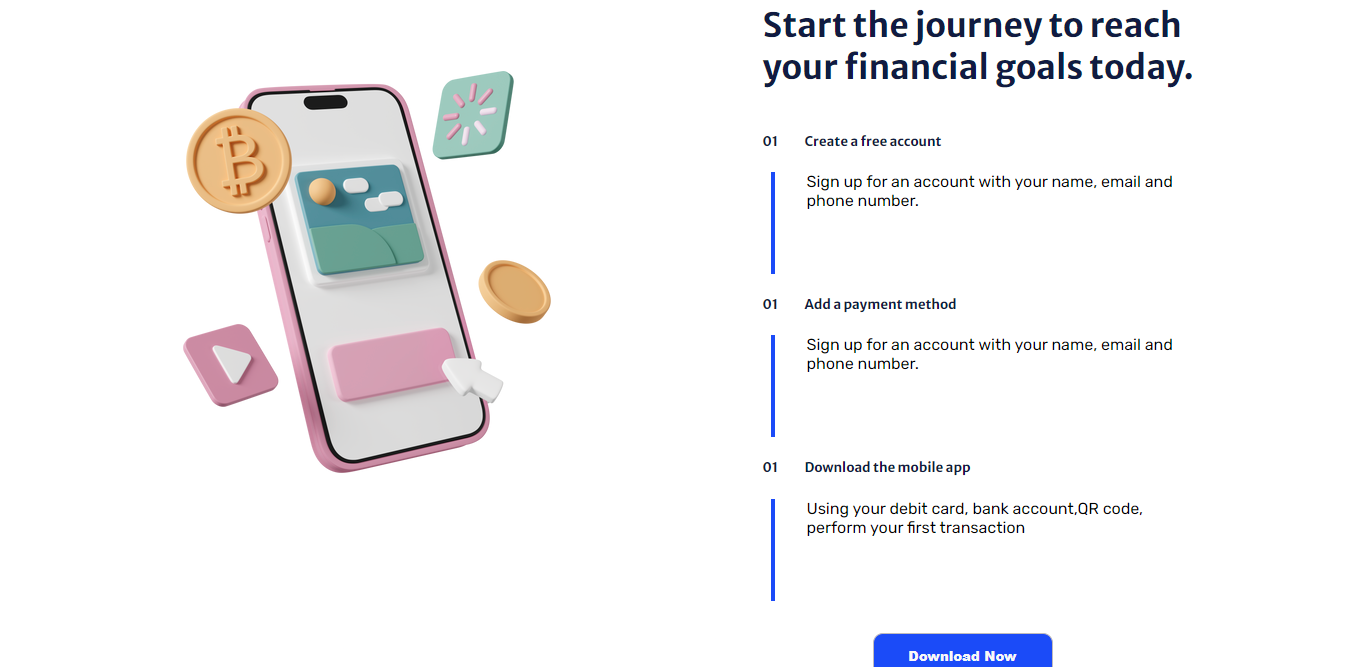 Start the journey to reach
your financial goals today.
01 Create a free account
Sign up for an account with your name, email and
phone number.
01 Add a payment method
Sign up for an account with your name, email and
phone number.
01 Download the mobile app
Using your debit card, bank account,QR code,
perform your first transaction
Download Now